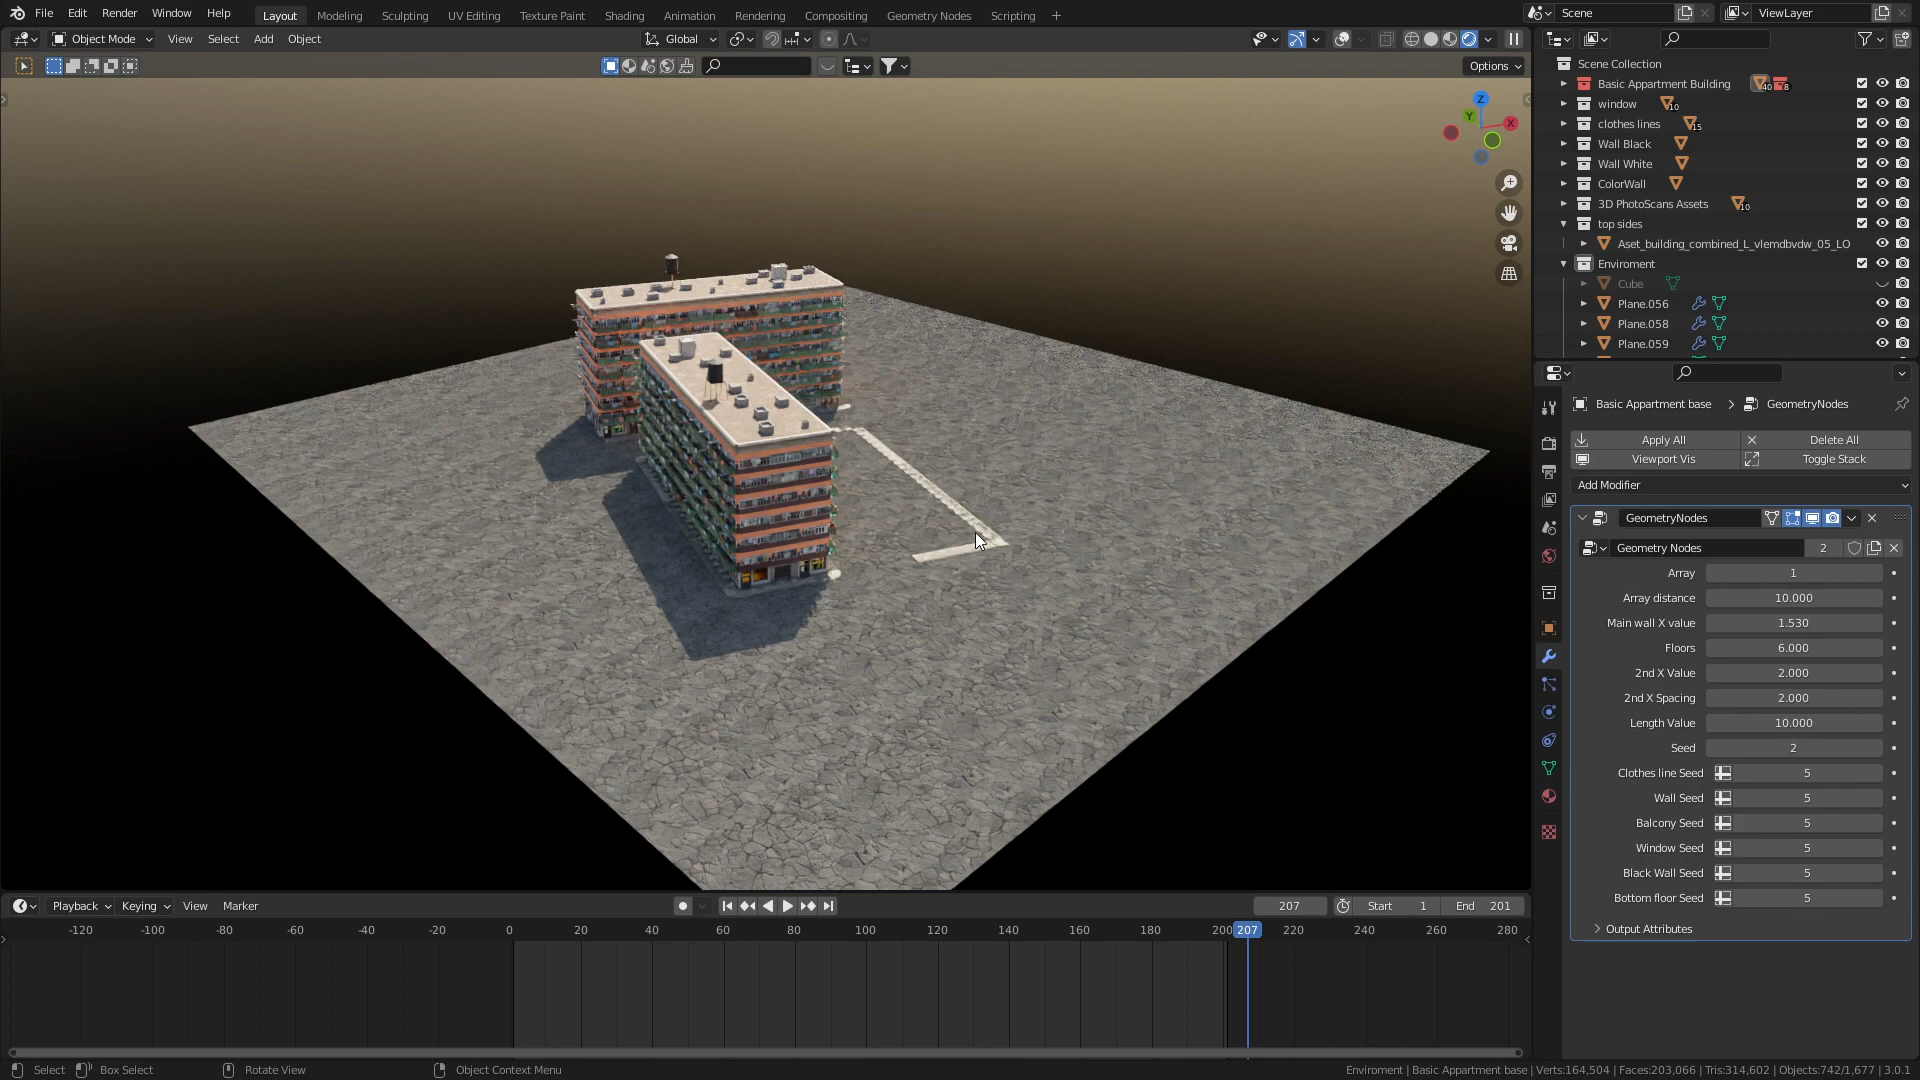 File Edit Render Window Help Layout Modeling Sculpting UV Editing Texture Paint Shading Animation Rendering Compositing Geometry Nodes Scripting + Scene ViewLayer
Object Mode View Select Add Object Global
Options
Z
Y X
Scene Collection
Basic Appartment Building 40 8
window 10
clothes lines 15
Wall Black
Wall White
ColorWall
3D PhotoScans Assets 10
top sides
Aset_building_combined_L_vlemdbvdw_05_LO
Enviroment
Cube
Plane.056
Plane.058
Plane.059
Basic Appartment base > GeometryNodes
Apply All Delete All
Viewport Vis Toggle Stack
Add Modifier
GeometryNodes
Geometry Nodes 2
Array 1
Array distance 10.000
Main wall X value 1.530
Floors 6.000
2nd X Value 2.000
2nd X Spacing 2.000
Length Value 10.000
Seed 2
Clothes line Seed 5
Wall Seed 5
Balcony Seed 5
Window Seed 5
Black Wall Seed 5
Bottom floor Seed 5
Output Attributes
Playback Keying View Marker 207 Start 1 End 201
-120 -100 -80 -60 -40 -20 0 20 40 60 80 100 120 140 160 180 200 207 220 240 260 280
Select Box Select Rotate View Object Context Menu Enviroment | Basic Appartment base | Verts:164,504 | Faces:203,066 | Tris:314,602 | Objects:742/1,677 | 3.0.1